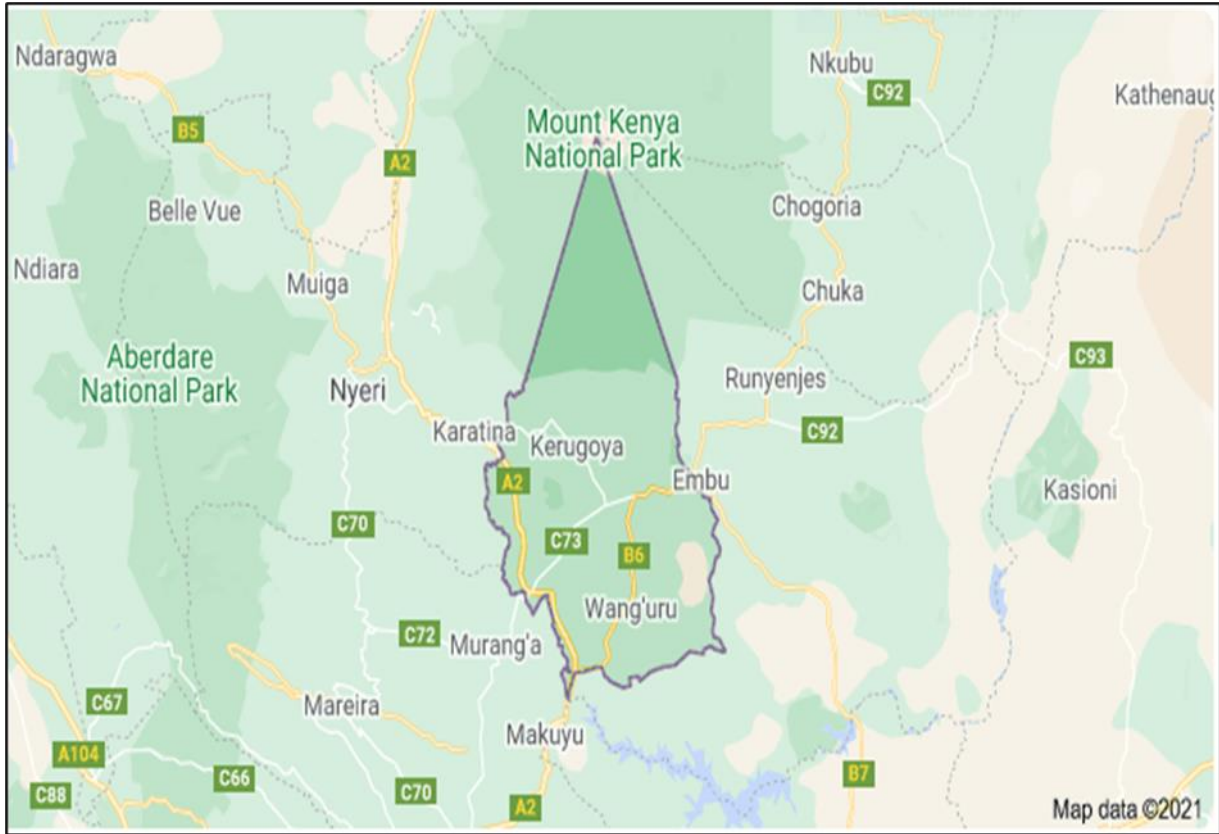 Ndaragwa
Nkubu
C92
Kathenaug
B5
Mount Kenya
National Park
A2
Belle Vue
Chogoria
Ndiara
Muiga
Chuka
Aberdare
National Park
C93
Nyeri
Runyenjes
Karatina
Kerugoya
C92
A2
Embu
Kasioni
C70
C73
B6
Wang'uru
C72
Murang'a
C67
Mareira
Makuyu
A104
C66
B7
C88
C70
A2
Map data ©2021